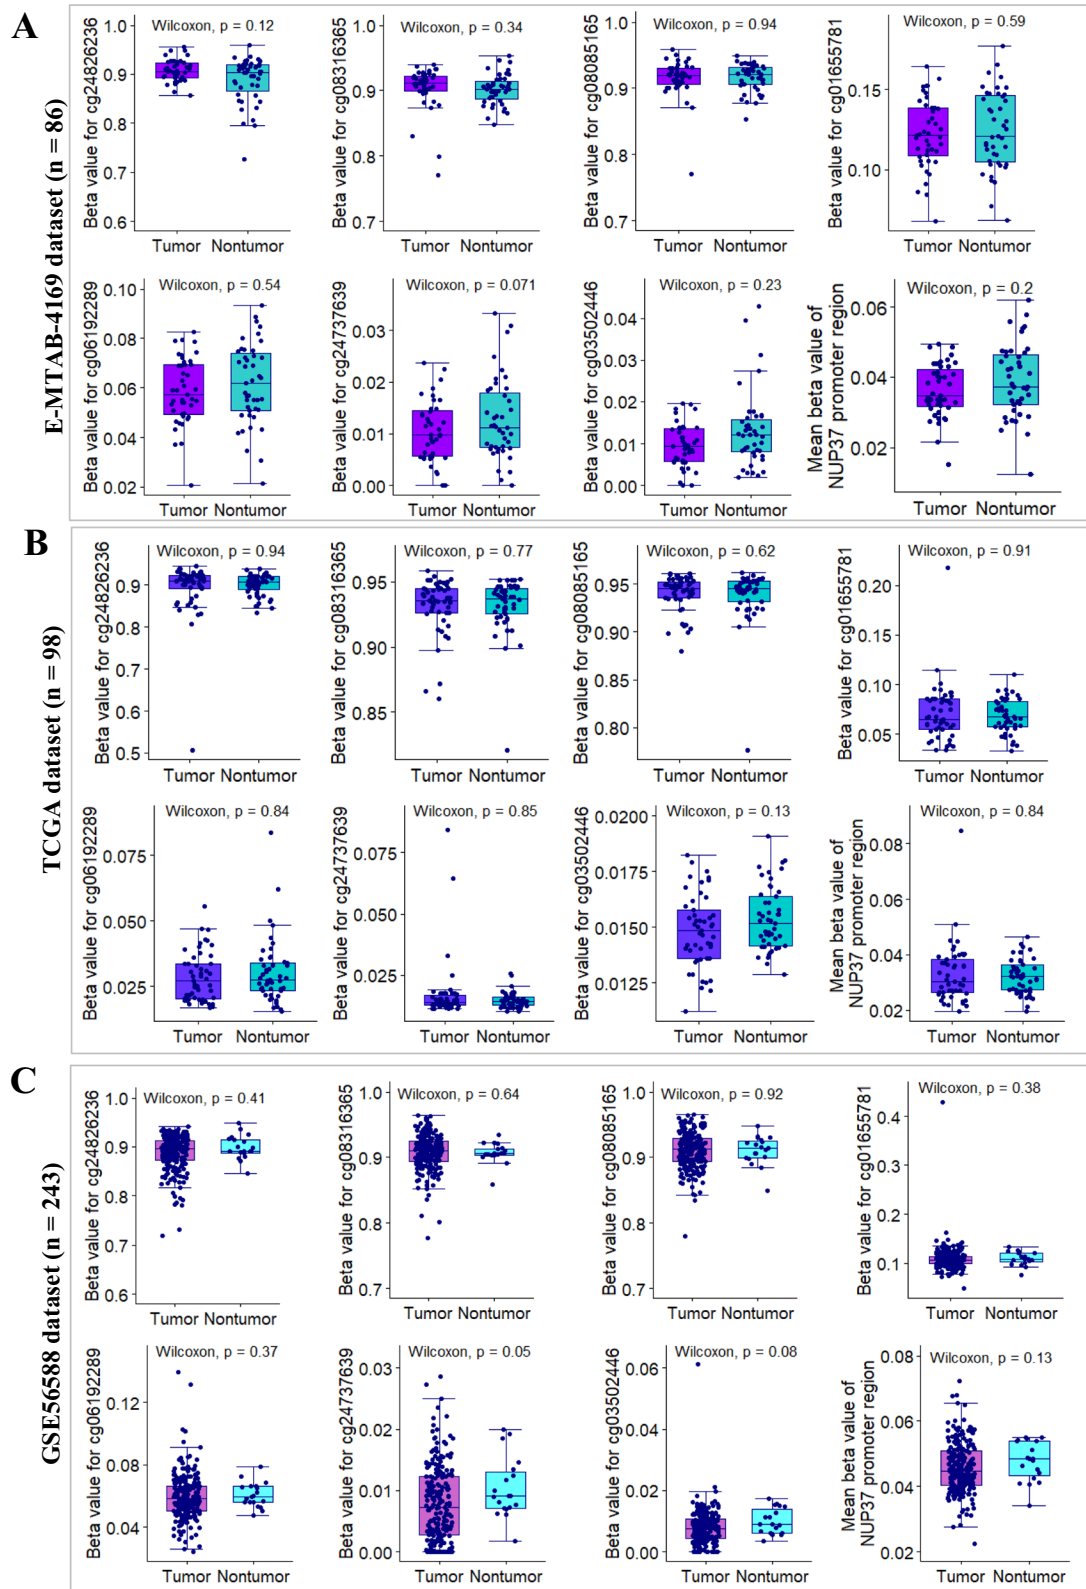 A
E-MTAB-4169 dataset (n = 86)
Beta value for cg24826236
Wilcoxon, p = 0.12
1.0
0.9
0.8
0.7
0.6
Tumor Nontumor
Beta value for cg08316365
Wilcoxon, p = 0.34
1.0
0.9
0.8
0.7
Tumor Nontumor
Beta value for cg08085165
Wilcoxon, p = 0.94
1.0
0.9
0.8
0.7
Tumor Nontumor
Beta value for cg01655781
Wilcoxon, p = 0.59
0.15
0.10
Tumor Nontumor
Beta value for cg06192289
Wilcoxon, p = 0.54
0.10
0.08
0.06
0.04
0.02
Tumor Nontumor
Beta value for cg24737639
Wilcoxon, p = 0.071
0.03
0.02
0.01
0.00
Tumor Nontumor
Beta value for cg03502446
Wilcoxon, p = 0.23
0.04
0.03
0.02
0.01
0.00
Tumor Nontumor
Mean beta value of
NUP37 promoter region
Wilcoxon, p = 0.2
0.06
0.04
0.02
Tumor Nontumor
B
TCGA dataset (n = 98)
Beta value for cg24826236
Wilcoxon, p = 0.94
0.9
0.8
0.7
0.6
0.5
Tumor Nontumor
Beta value for cg08316365
Wilcoxon, p = 0.77
0.95
0.90
0.85
Tumor Nontumor
Beta value for cg08085165
Wilcoxon, p = 0.62
0.95
0.90
0.85
0.80
Tumor Nontumor
Beta value for cg01655781
Wilcoxon, p = 0.91
0.20
0.15
0.10
0.05
Tumor Nontumor
Beta value for cg06192289
Wilcoxon, p = 0.84
0.075
0.050
0.025
Tumor Nontumor
Beta value for cg24737639
Wilcoxon, p = 0.85
0.075
0.050
0.025
Tumor Nontumor
Beta value for cg03502446
Wilcoxon, p = 0.13
0.0200
0.0175
0.0150
0.0125
Tumor Nontumor
Mean beta value of
NUP37 promoter region
Wilcoxon, p = 0.84
0.08
0.06
0.04
0.02
Tumor Nontumor
C
GSE56588 dataset (n = 243)
Beta value for cg24826236
Wilcoxon, p = 0.41
1.0
0.9
0.8
0.7
0.6
Tumor Nontumor
Beta value for cg08316365
Wilcoxon, p = 0.64
1.0
0.9
0.8
0.7
Tumor Nontumor
Beta value for cg08085165
Wilcoxon, p = 0.92
1.0
0.9
0.8
0.7
Tumor Nontumor
Beta value for cg01655781
Wilcoxon, p = 0.38
0.4
0.3
0.2
0.1
Tumor Nontumor
Beta value for cg06192289
Wilcoxon, p = 0.37
0.12
0.08
0.04
Tumor Nontumor
Beta value for cg24737639
Wilcoxon, p = 0.05
0.03
0.02
0.01
0.00
Tumor Nontumor
Beta value for cg03502446
Wilcoxon, p = 0.08
0.06
0.04
0.02
0.00
Tumor Nontumor
Mean beta value of
NUP37 promoter region
Wilcoxon, p = 0.13
0.08
0.06
0.04
0.02
Tumor Nontumor